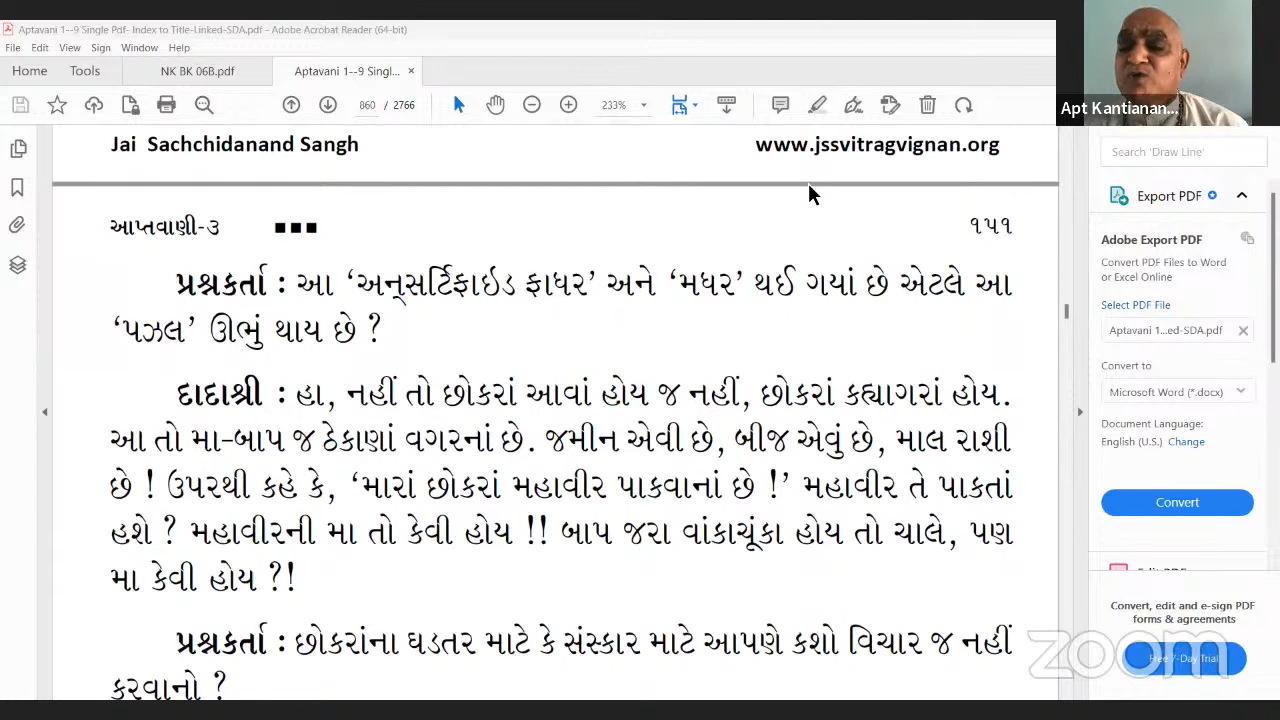 Aptavani 1--9 Single Pdf- Index to Title-Linked-SDA.pdf - Adobe Acrobat Reader (64-bit)
File Edit View Sign Window Help
Home Tools NK BK 06B.pdf Aptavani 1--9 Singl... ×
860 / 2766 233%
Apt Kantianan...
Jai Sachchidanand Sangh www.jssvitragvignan.org
આપ્તવાણી-૩ ■■■ ૧૫૧
પ્રશ્નકર્તા : આ ‘અન્‌સર્ટિફાઇડ ફાધર’ અને ‘મધર’ થઈ ગયાં છે એટલે આ
‘પઝલ’ ઊભું થાય છે ?
દાદાશ્રી : હા, નહીં તો છોકરાં આવાં હોય જ નહીં, છોકરાં કહ્યાગરાં હોય.
આ તો મા-બાપ જ ઠેકાણાં વગરનાં છે. જમીન એવી છે, બીજ એવું છે, માલ રાશી
છે ! ઉપરથી કહે કે, ‘મારાં છોકરાં મહાવીર પાકવાનાં છે !’ મહાવીર તે પાકતાં
હશે ? મહાવીરની મા તો કેવી હોય !! બાપ જરા વાંકાચૂંકા હોય તો ચાલે, પણ
મા કેવી હોય ?!
પ્રશ્નકર્તા : છોકરાંના ઘડતર માટે કે સંસ્કાર માટે આપણે કશો વિચાર જ નહીં
કરવાનો ?
Search 'Draw Line'
Export PDF
Adobe Export PDF
Convert PDF Files to Word
or Excel Online
Select PDF File
Aptavani 1...ed-SDA.pdf
Convert to
Microsoft Word (*.docx)
Document Language:
English (U.S.) Change
Convert
Convert, edit and e-sign PDF
forms & agreements
Free 7-Day Trial
zoom